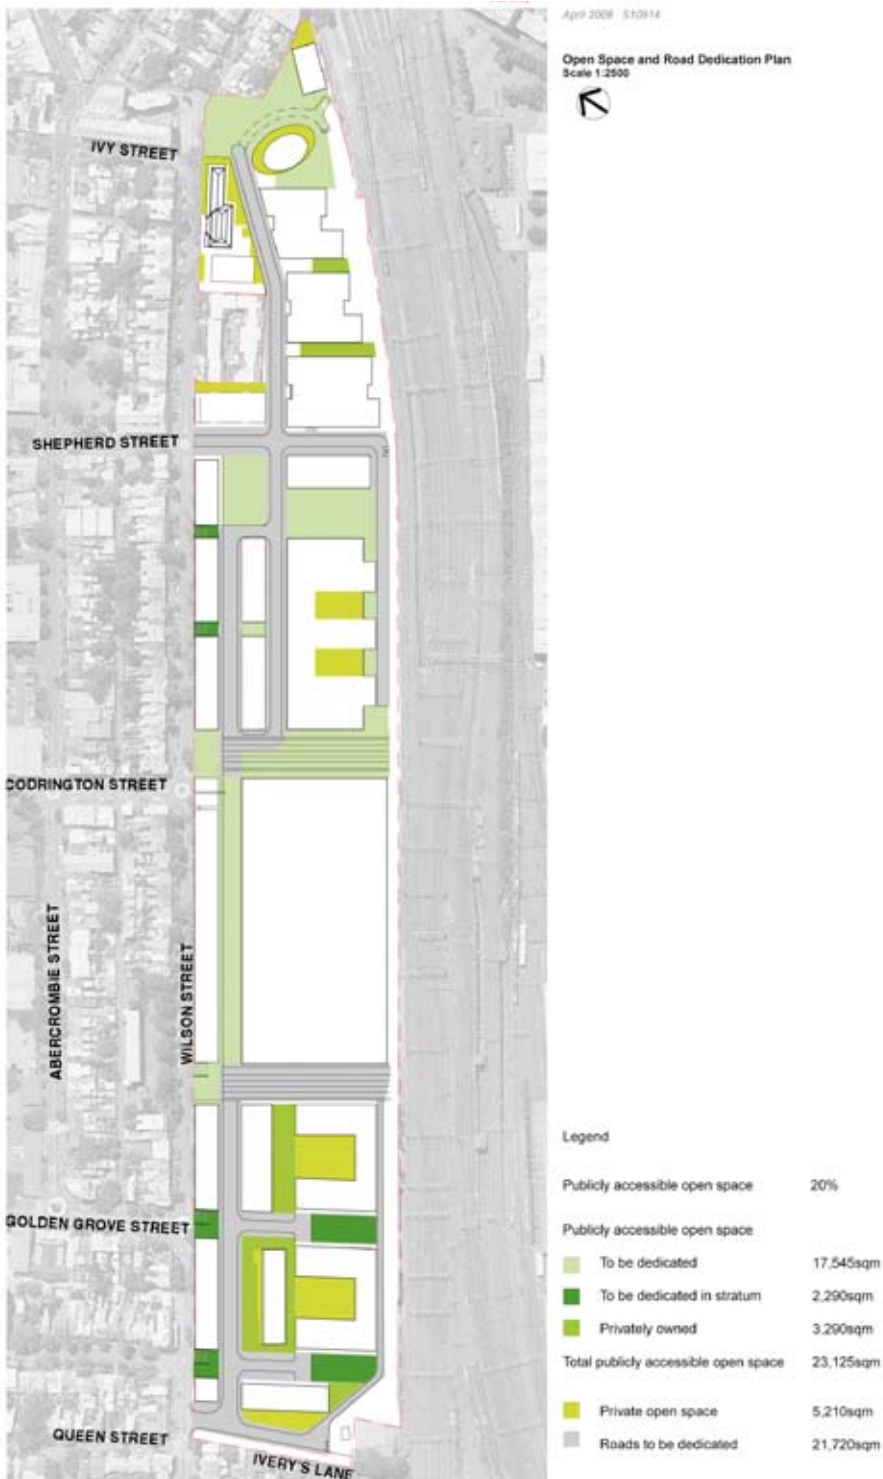 April 2008 S10814
Open Space and Road Dedication Plan
Scale 1:2500
IVY STREET
SHEPHERD STREET
CODRINGTON STREET
ABERCROMBIE STREET
WILSON STREET
GOLDEN GROVE STREET
QUEEN STREET
IVERY'S LANE
Legend
Publicly accessible open space 20%
Publicly accessible open space
To be dedicated 17,545sqm
To be dedicated in stratum 2,290sqm
Privately owned 3,290sqm
Total publicly accessible open space 23,125sqm
Private open space 5,210sqm
Roads to be dedicated 21,720sqm